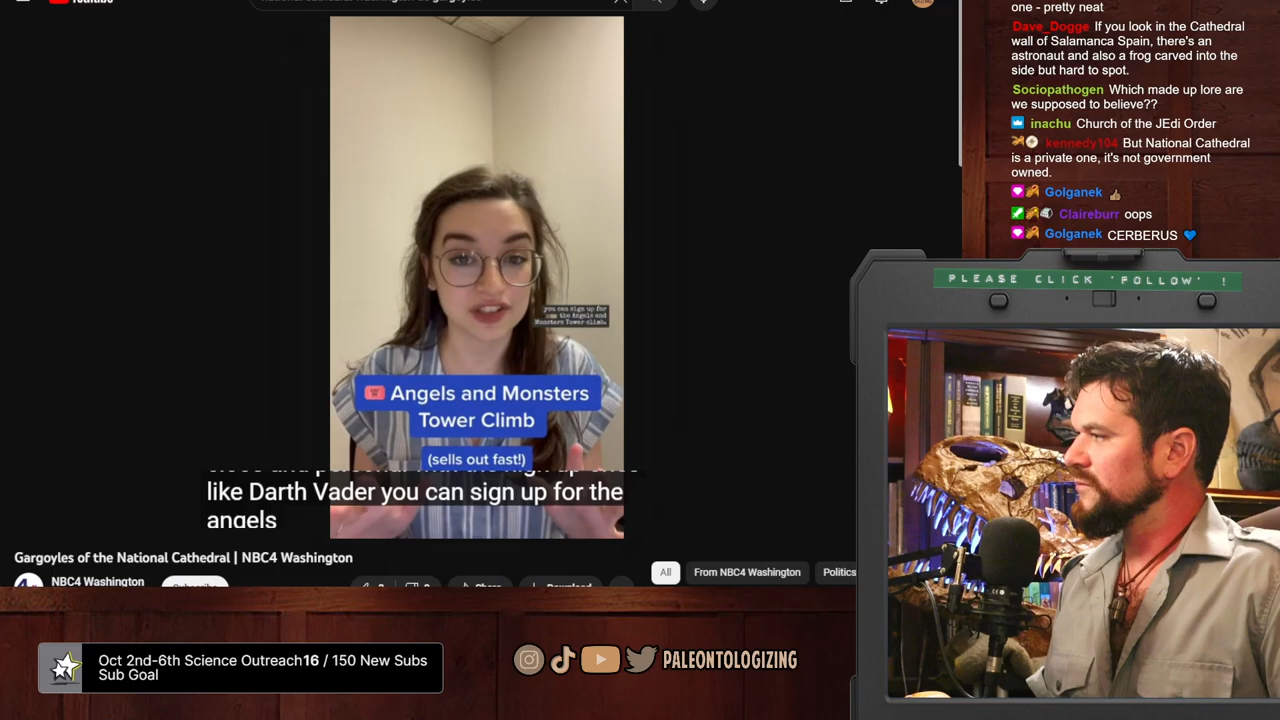 one - pretty neat
Dave_Dogge If you look in the Cathedral
wall of Salamanca Spain, there's an
astronaut and also a frog carved into the
side but hard to spot.
Sociopathogen Which made up lore are
we supposed to believe??
inachu Church of the JEdi Order
kennedy104 But National Cathedral
is a private one, it's not government
owned.
Golganek
Claireburr oops
Golganek CERBERUS
PLEASE CLICK 'FOLLOW' !
you can sign up for
the Angels and
Monsters Tower climb.
Angels and Monsters
Tower Climb
(sells out fast!)
like Darth Vader you can sign up for the
angels
Gargoyles of the National Cathedral | NBC4 Washington
NBC4 Washington
Subscribe
Share
Download
All
From NBC4 Washington
Politics
Oct 2nd-6th Science Outreach16 / 150 New Subs
Sub Goal
PALEONTOLOGIZING